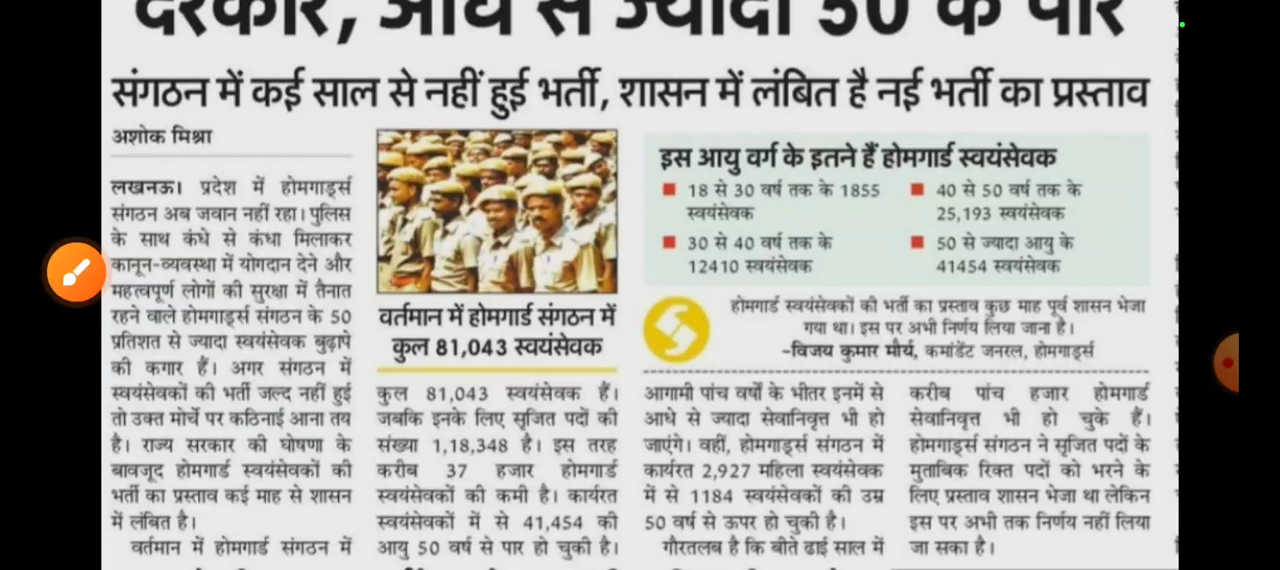 दरकार, आधे से ज्यादा 50 के पार
संगठन में कई साल से नहीं हुई भर्ती, शासन में लंबित है नई भर्ती का प्रस्ताव
अशोक मिश्रा
लखनऊ। प्रदेश में होमगार्ड्स
संगठन अब जवान नहीं रहा। पुलिस
के साथ कंधे से कंधा मिलाकर
कानून-व्यवस्था में योगदान देने और
महत्वपूर्ण लोगों की सुरक्षा में तैनात
रहने वाले होमगार्ड्स संगठन के 50
प्रतिशत से ज्यादा स्वयंसेवक बुढ़ापे
की कगार हैं। अगर संगठन में
स्वयंसेवकों की भर्ती जल्द नहीं हुई
तो उक्त मोर्चे पर कठिनाई आना तय
है। राज्य सरकार की घोषणा के
बावजूद होमगार्ड स्वयंसेवकों की
भर्ती का प्रस्ताव कई माह से शासन
में लंबित है।
वर्तमान में होमगार्ड संगठन में
वर्तमान में होमगार्ड संगठन में
कुल 81,043 स्वयंसेवक
कुल 81,043 स्वयंसेवक हैं।
जबकि इनके लिए सृजित पदों की
संख्या 1,18,348 है। इस तरह
करीब 37 हजार होमगार्ड
स्वयंसेवकों की कमी है। कार्यरत
स्वयंसेवकों में से 41,454 की
आयु 50 वर्ष से पार हो चुकी है।
इस आयु वर्ग के इतने हैं होमगार्ड स्वयंसेवक
18 से 30 वर्ष तक के 1855
स्वयंसेवक
30 से 40 वर्ष तक के
12410 स्वयंसेवक
40 से 50 वर्ष तक के
25,193 स्वयंसेवक
50 से ज्यादा आयु के
41454 स्वयंसेवक
होमगार्ड स्वयंसेवकों की भर्ती का प्रस्ताव कुछ माह पूर्व शासन भेजा
गया था। इस पर अभी निर्णय लिया जाना है।
-विजय कुमार मौर्य, कमांडेंट जनरल, होमगार्ड्स
आगामी पांच वर्षों के भीतर इनमें से
आधे से ज्यादा सेवानिवृत्त भी हो
जाएंगे। वहीं, होमगार्ड्स संगठन में
कार्यरत 2,927 महिला स्वयंसेवक
में से 1184 स्वयंसेवकों की उम्र
50 वर्ष से ऊपर हो चुकी है।
गौरतलब है कि बीते ढाई साल में
करीब पांच हजार होमगार्ड
सेवानिवृत्त भी हो चुके हैं।
होमगार्ड्स संगठन ने सृजित पदों के
मुताबिक रिक्त पदों को भरने के
लिए प्रस्ताव शासन भेजा था लेकिन
इस पर अभी तक निर्णय नहीं लिया
जा सका है।